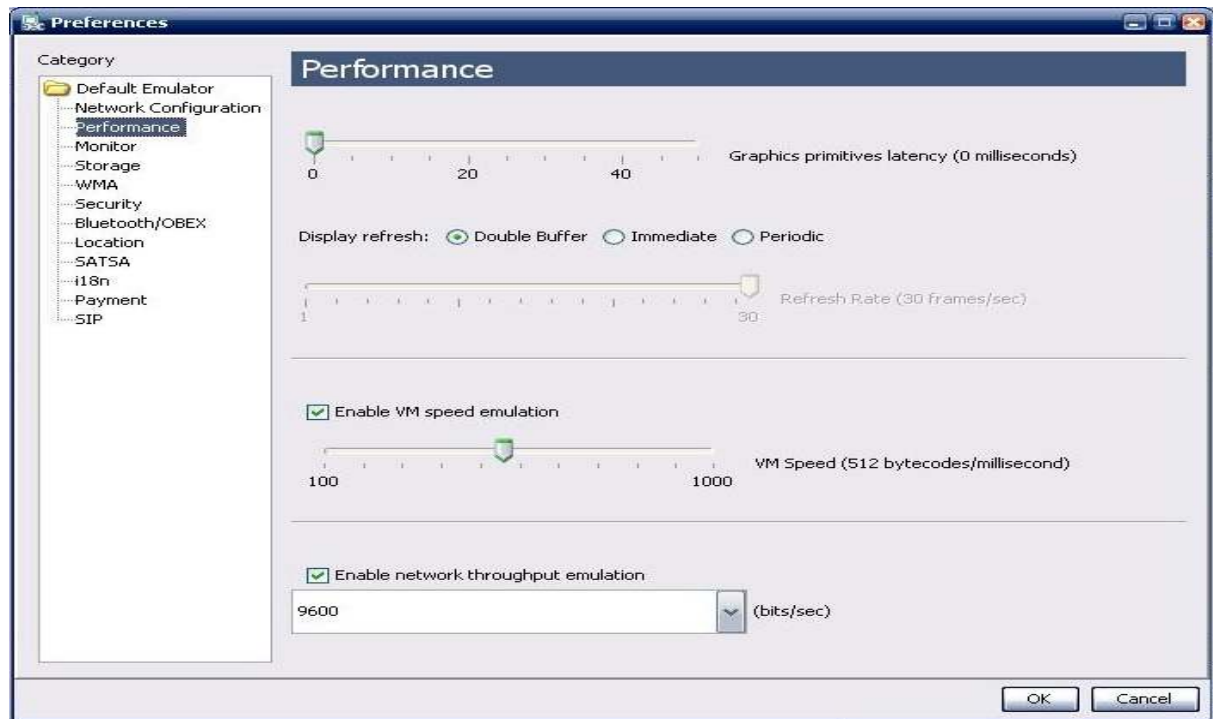 Preferences
Category
Default Emulator
Network Configuration
Performance
Monitor
Storage
WMA
Security
Bluetooth/OBEX
Location
SATSA
i18n
Payment
SIP
Performance
0 20 40
Graphics primitives latency (0 milliseconds)
Display refresh: Double Buffer Immediate Periodic
1 30
Refresh Rate (30 frames/sec)
Enable VM speed emulation
100 1000
VM Speed (512 bytecodes/millisecond)
Enable network throughput emulation
9600 (bits/sec)
OK Cancel